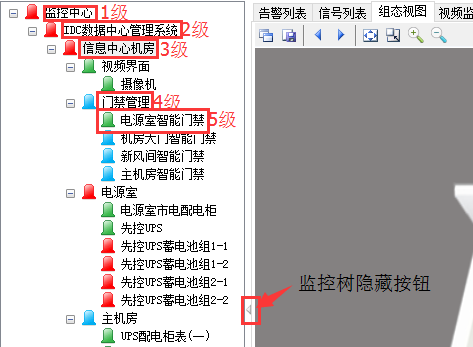 监控中心 1级
IDC数据中心管理系统 2级
信息中心机房 3级
视频界面
摄像机
门禁管理 4级
电源室智能门禁 5级
机房大门智能门禁
新风间智能门禁
主机房智能门禁
电源室
电源室市电配电柜
先控UPS
先控UPS蓄电池组1-1
先控UPS蓄电池组1-2
先控UPS蓄电池组2-1
先控UPS蓄电池组2-2
主机房
UPS配电柜表(一)
告警列表 信号列表 组态视图 视频监
监控树隐藏按钮